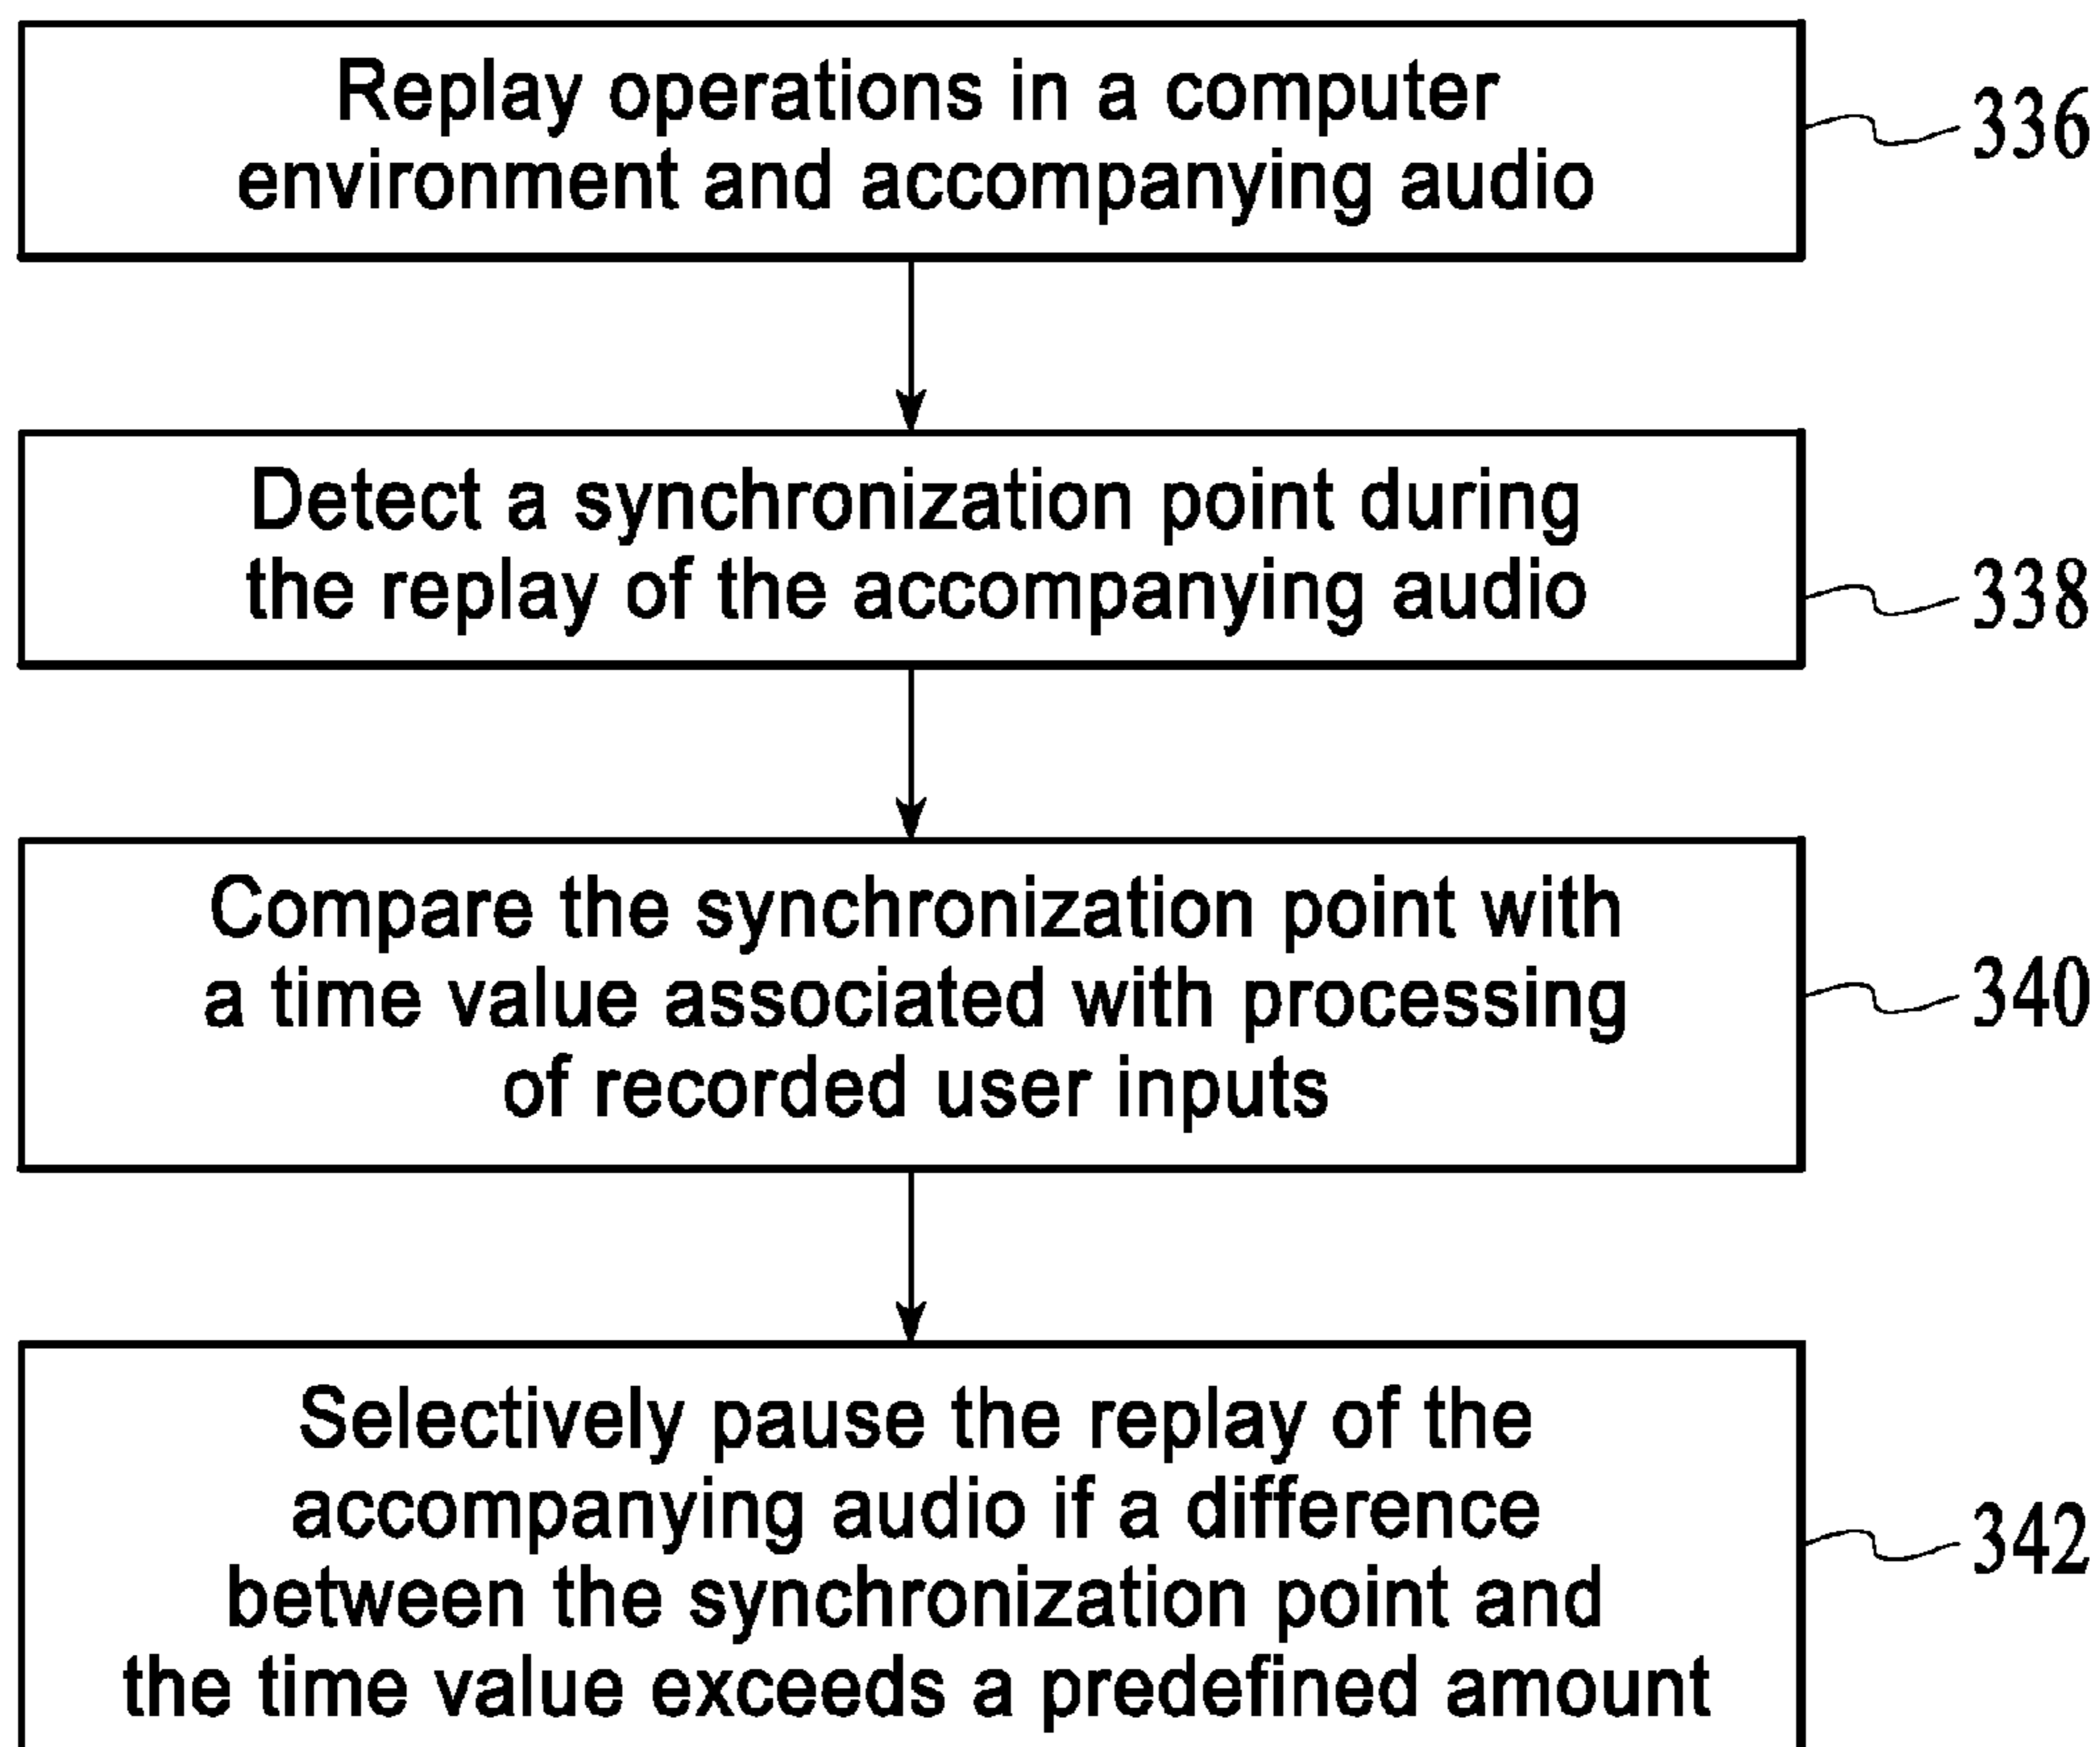 Replay operations in a computer
environment and accompanying audio
336
Detect a synchronization point during
the replay of the accompanying audio
338
Compare the synchronization point with
a time value associated with processing
of recorded user inputs
340
Selectively pause the replay of the
accompanying audio if a difference
between the synchronization point and
the time value exceeds a predefined amount
342